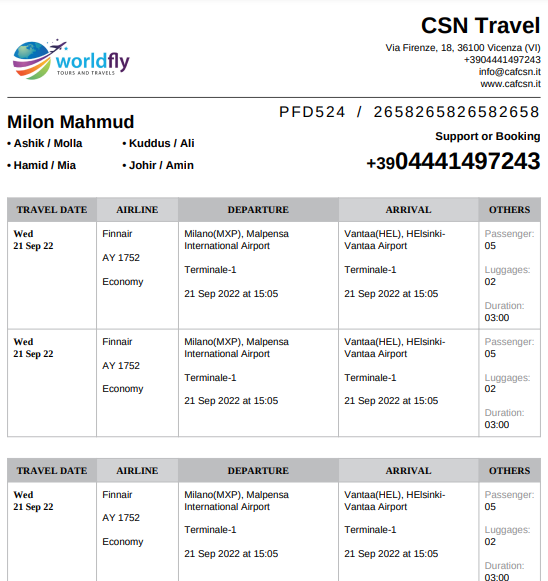 CSN Travel
Via Firenze, 18, 36100 Vicenza (VI)
+3904441497243
info@cafcsn.it
www.cafcsn.it
worldfly
TOURS AND TRAVELS
PFD524 / 2658265826582658
Milon Mahmud
Support or Booking
• Ashik / Molla • Kuddus / Ali
• Hamid / Mia • Johir / Amin
+3904441497243
TRAVEL DATE AIRLINE DEPARTURE ARRIVAL OTHERS
Wed Finnair Milano(MXP), Malpensa Vantaa(HEL), HElsinki- Passenger:
21 Sep 22 International Airport Vantaa Airport 05
AY 1752 Terminale-1 Terminale-1 Luggages:
02
Economy 21 Sep 2022 at 15:05 21 Sep 2022 at 15:05 Duration:
03:00
Wed Finnair Milano(MXP), Malpensa Vantaa(HEL), HElsinki- Passenger:
21 Sep 22 International Airport Vantaa Airport 05
AY 1752 Terminale-1 Terminale-1 Luggages:
02
Economy 21 Sep 2022 at 15:05 21 Sep 2022 at 15:05 Duration:
03:00
TRAVEL DATE AIRLINE DEPARTURE ARRIVAL OTHERS
Wed Finnair Milano(MXP), Malpensa Vantaa(HEL), HElsinki- Passenger:
21 Sep 22 International Airport Vantaa Airport 05
AY 1752 Terminale-1 Terminale-1 Luggages:
02
Economy 21 Sep 2022 at 15:05 21 Sep 2022 at 15:05 Duration:
03:00